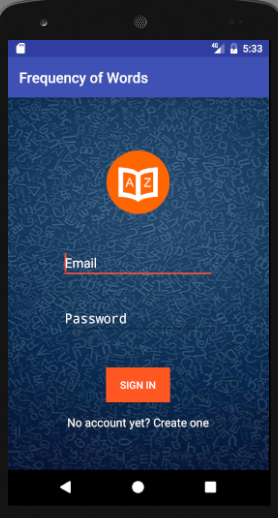 4G 5:33
Frequency of Words
A Z
Email
Password
SIGN IN
No account yet? Create one